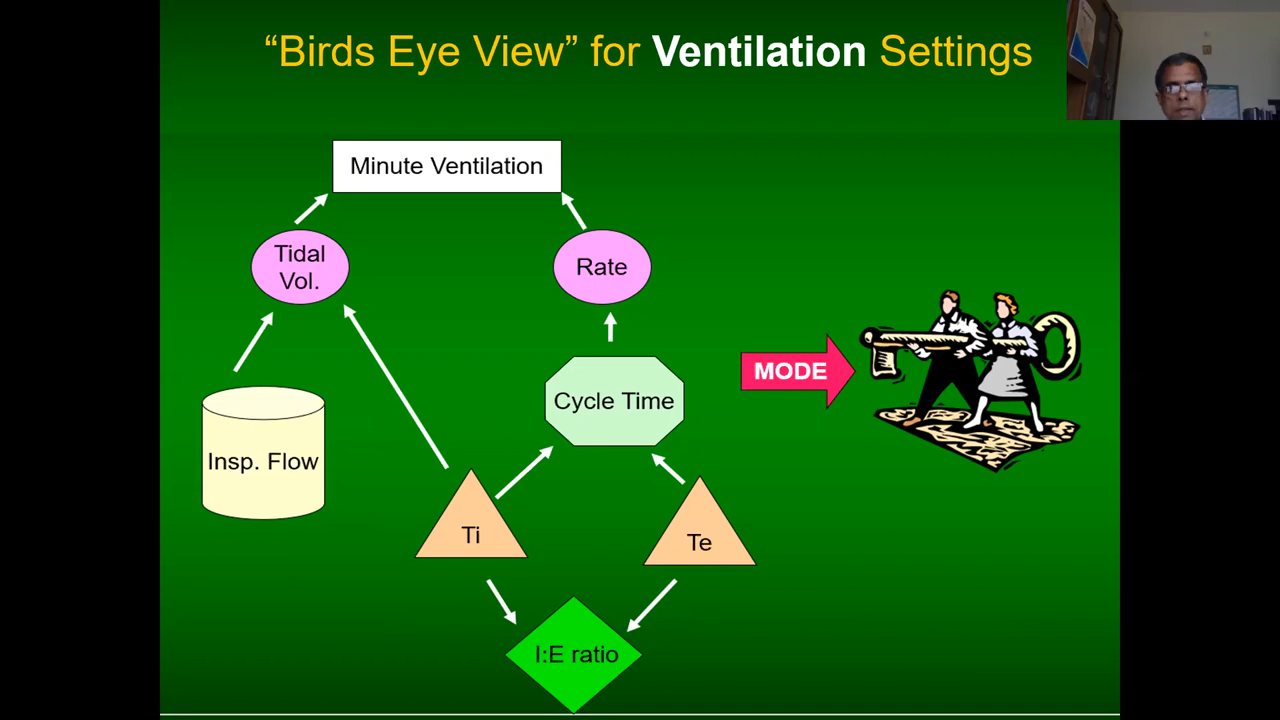 “Birds Eye View” for Ventilation Settings
Minute Ventilation
Tidal
Vol.
Rate
MODE
Cycle Time
Insp. Flow
Ti
Te
I:E ratio